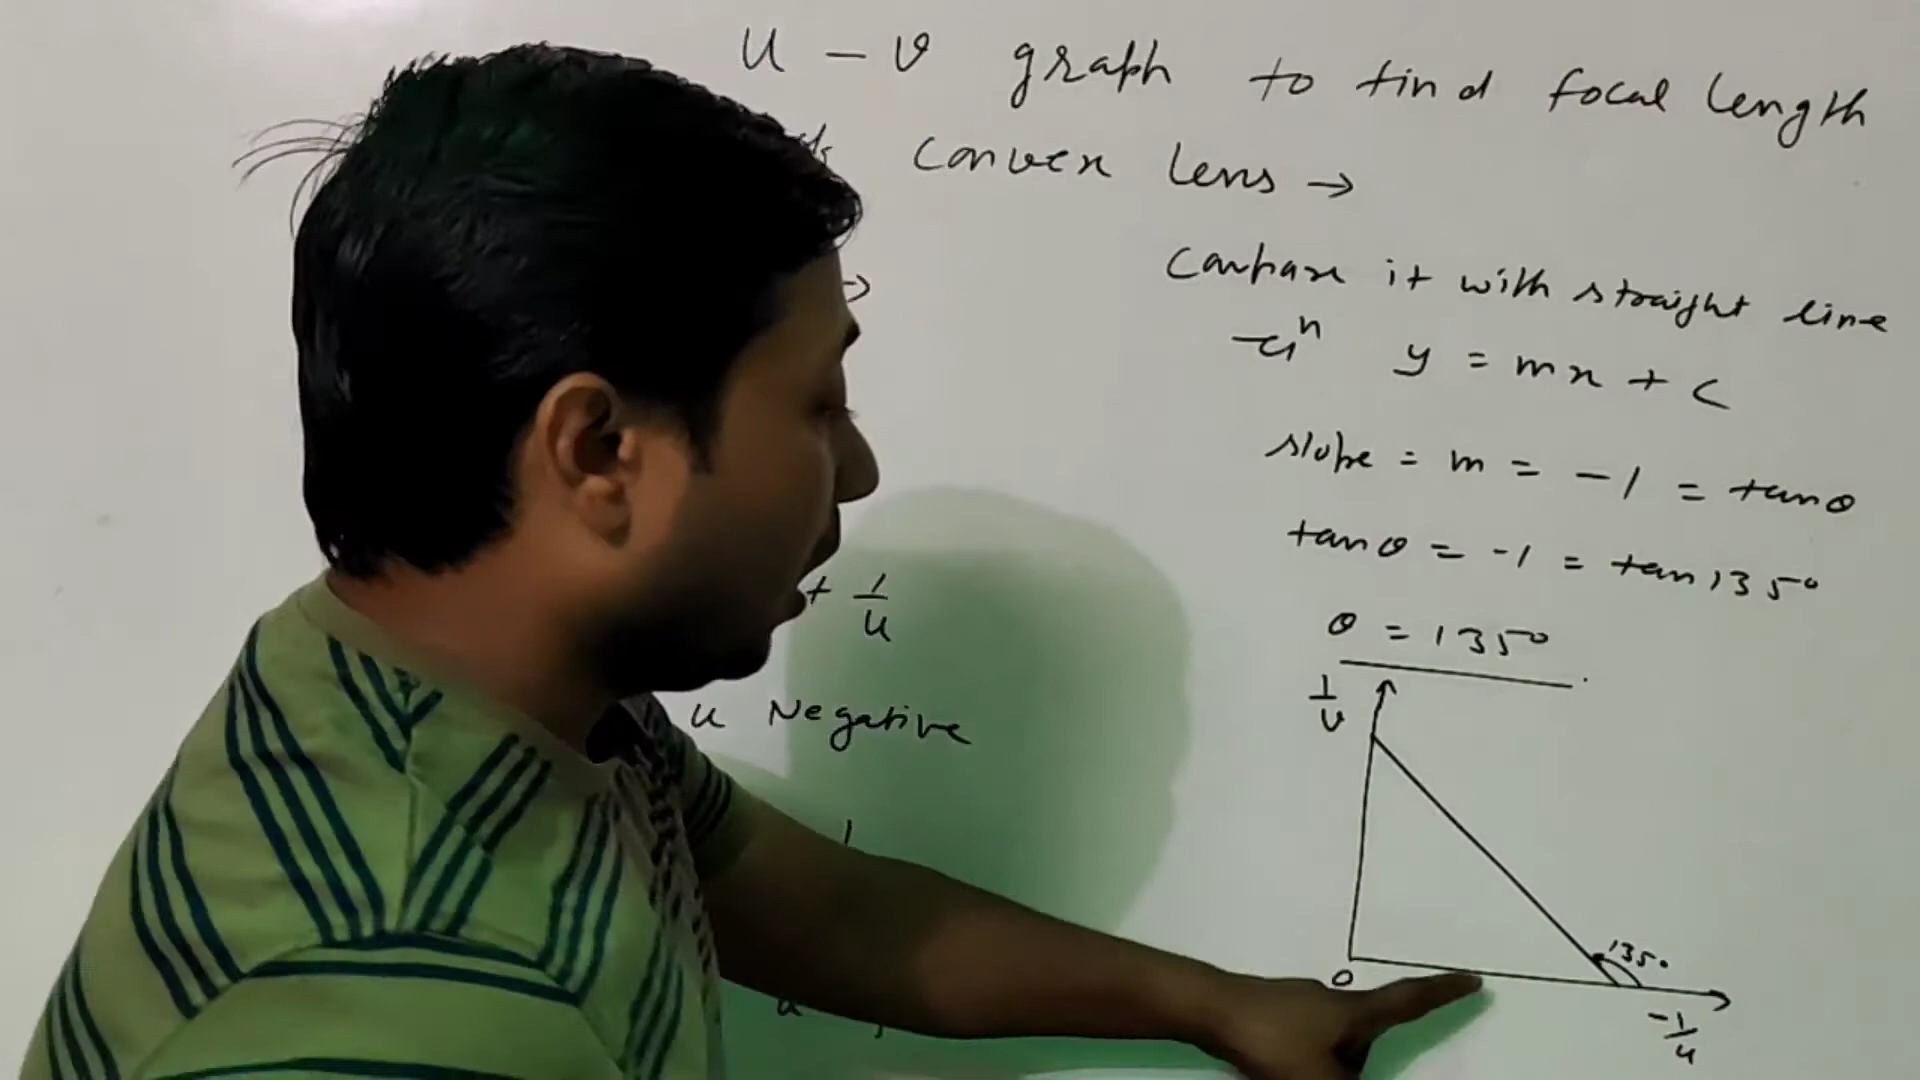 u - v graph to find focal length
convex lens →
→
Compare it with straight line
eqn y = mx + c
slope = m = -1 = tanθ
tanθ = -1 = tan135°
θ = 135°
+ 1/u
u Negative
1/v
135°
0
-1/u